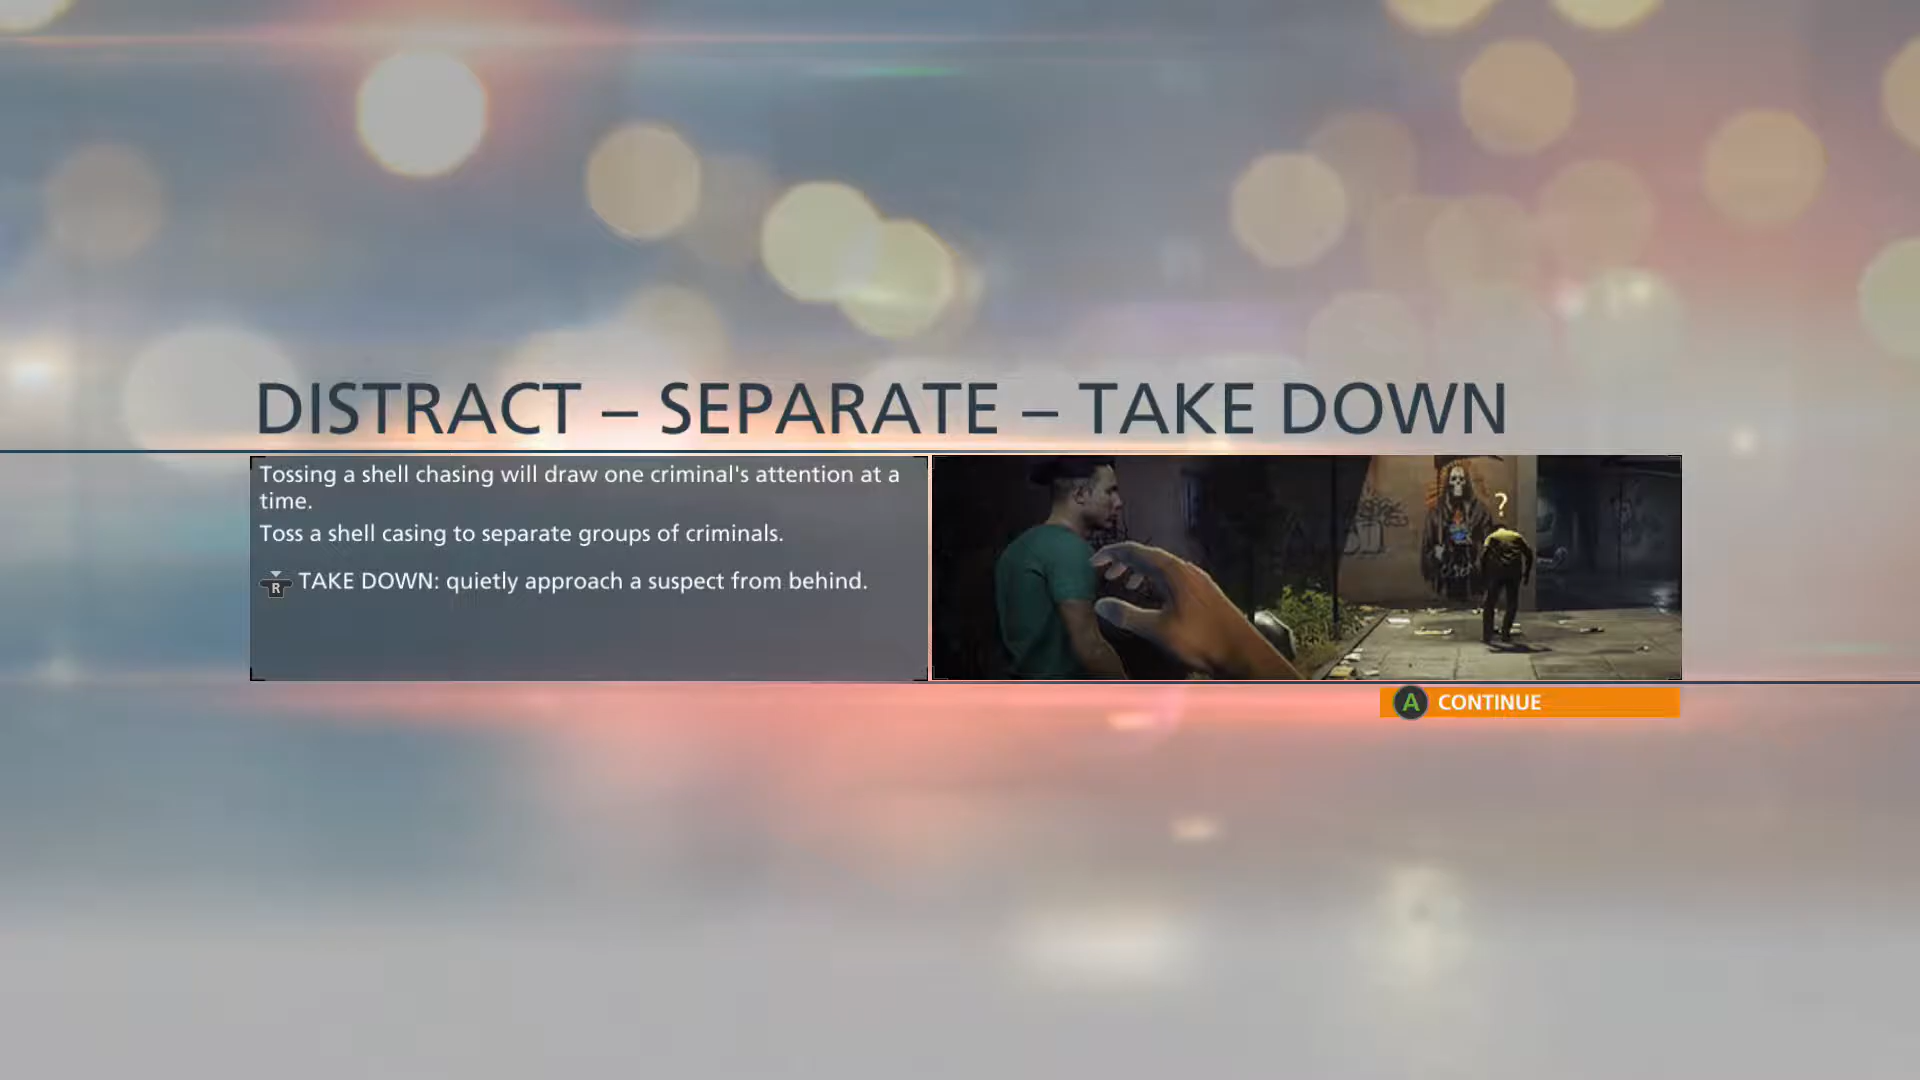 DISTRACT – SEPARATE – TAKE DOWN
Tossing a shell chasing will draw one criminal's attention at a
time.
Toss a shell casing to separate groups of criminals.
R TAKE DOWN: quietly approach a suspect from behind.
?
A CONTINUE